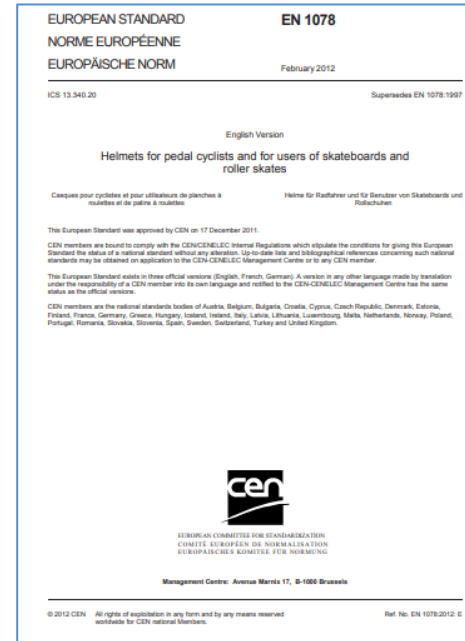 EUROPEAN STANDARD
EN 1078
NORME EUROPÉENNE
EUROPÄISCHE NORM
February 2012
ICS 13.340.20
Supersedes EN 1078:1997
English Version
Helmets for pedal cyclists and for users of skateboards and
roller skates
Casques pour cyclistes et pour utilisateurs de planches à
roulettes et de patins à roulettes
Helme für Radfahrer und für Benutzer von Skateboards und
Rollschuhen
This European Standard was approved by CEN on 17 December 2011.
CEN members are bound to comply with the CEN/CENELEC Internal Regulations which stipulate the conditions for giving this European
Standard the status of a national standard without any alteration. Up-to-date lists and bibliographical references concerning such national
standards may be obtained on application to the CEN-CENELEC Management Centre or to any CEN member.
This European Standard exists in three official versions (English, French, German). A version in any other language made by translation
under the responsibility of a CEN member into its own language and notified to the CEN-CENELEC Management Centre has the same
status as the official versions.
CEN members are the national standards bodies of Austria, Belgium, Bulgaria, Croatia, Cyprus, Czech Republic, Denmark, Estonia,
Finland, France, Germany, Greece, Hungary, Iceland, Ireland, Italy, Latvia, Lithuania, Luxembourg, Malta, Netherlands, Norway, Poland,
Portugal, Romania, Slovakia, Slovenia, Spain, Sweden, Switzerland, Turkey and United Kingdom.
cen
EUROPEAN COMMITTEE FOR STANDARDIZATION
COMITÉ EUROPÉEN DE NORMALISATION
EUROPÄISCHES KOMITEE FÜR NORMUNG
Management Centre: Avenue Marnix 17, B-1000 Brussels
© 2012 CEN All rights of exploitation in any form and by any means reserved
worldwide for CEN national Members.
Ref. No. EN 1078:2012: E